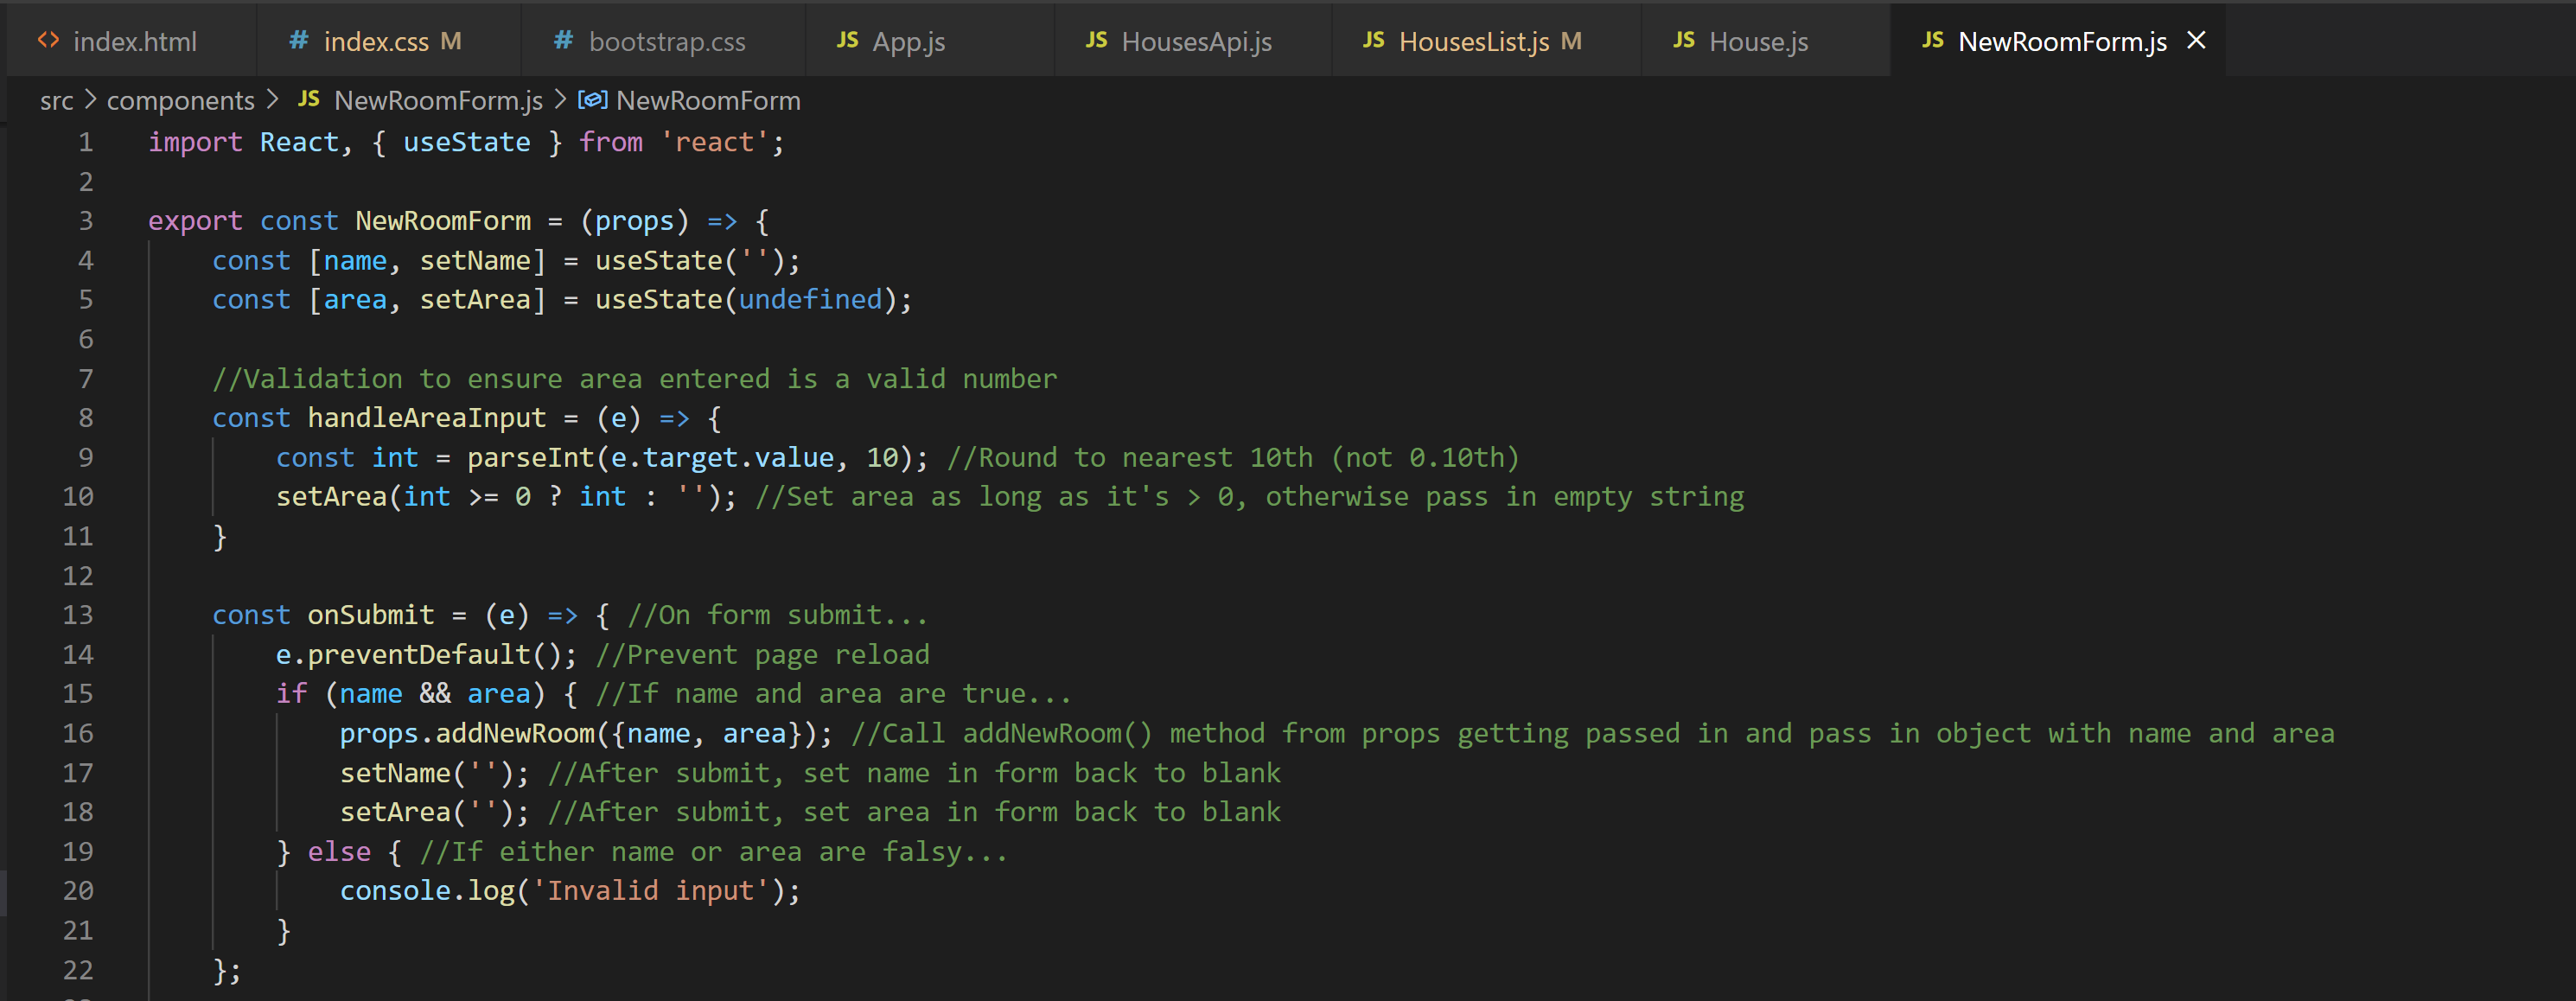 <> index.html # index.css M # bootstrap.css JS App.js JS HousesApi.js JS HousesList.js M JS House.js JS NewRoomForm.js ×
src > components > JS NewRoomForm.js > NewRoomForm
1 import React, { useState } from 'react';
2
3 export const NewRoomForm = (props) => {
4     const [name, setName] = useState('');
5     const [area, setArea] = useState(undefined);
6
7     //Validation to ensure area entered is a valid number
8     const handleAreaInput = (e) => {
9         const int = parseInt(e.target.value, 10); //Round to nearest 10th (not 0.10th)
10         setArea(int >= 0 ? int : ''); //Set area as long as it's > 0, otherwise pass in empty string
11     }
12
13     const onSubmit = (e) => { //On form submit...
14         e.preventDefault(); //Prevent page reload
15         if (name && area) { //If name and area are true...
16             props.addNewRoom({name, area}); //Call addNewRoom() method from props getting passed in and pass in object with name and area
17             setName(''); //After submit, set name in form back to blank
18             setArea(''); //After submit, set area in form back to blank
19         } else { //If either name or area are falsy...
20             console.log('Invalid input');
21         }
22     };